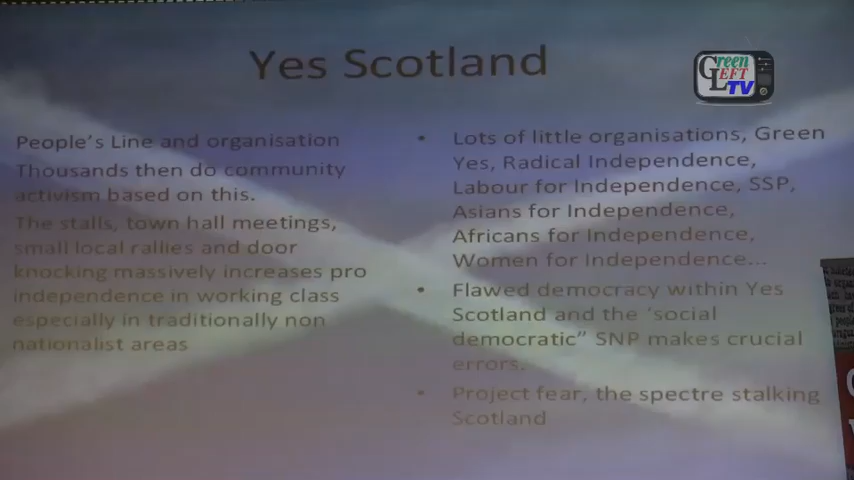 Yes Scotland
Green
LEFT
TV
People's Line and organisation
Thousands then do community
activism based on this.
The stalls, town hall meetings,
small local rallies and door
knocking massively increases pro
independence in working class
especially in traditionally non
nationalist areas
• Lots of little organisations, Green
Yes, Radical Independence,
Labour for Independence, SSP,
Asians for Independence,
Africans for Independence,
Women for Independence...
• Flawed democracy within Yes
Scotland and the 'social
democratic" SNP makes crucial
errors.
• Project fear, the spectre stalking
Scotland